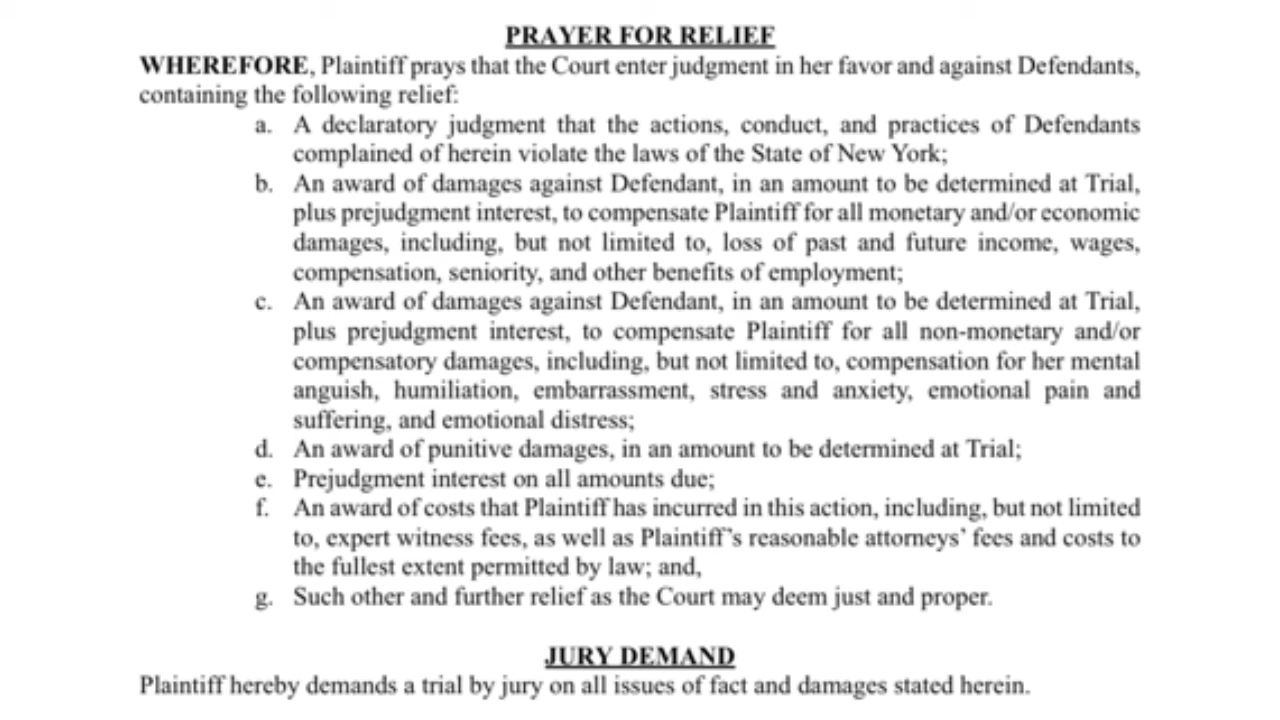 PRAYER FOR RELIEF
WHEREFORE, Plaintiff prays that the Court enter judgment in her favor and against Defendants,
containing the following relief:
a. A declaratory judgment that the actions, conduct, and practices of Defendants
complained of herein violate the laws of the State of New York;
b. An award of damages against Defendant, in an amount to be determined at Trial,
plus prejudgment interest, to compensate Plaintiff for all monetary and/or economic
damages, including, but not limited to, loss of past and future income, wages,
compensation, seniority, and other benefits of employment;
c. An award of damages against Defendant, in an amount to be determined at Trial,
plus prejudgment interest, to compensate Plaintiff for all non-monetary and/or
compensatory damages, including, but not limited to, compensation for her mental
anguish, humiliation, embarrassment, stress and anxiety, emotional pain and
suffering, and emotional distress;
d. An award of punitive damages, in an amount to be determined at Trial;
e. Prejudgment interest on all amounts due;
f. An award of costs that Plaintiff has incurred in this action, including, but not limited
to, expert witness fees, as well as Plaintiff’s reasonable attorneys’ fees and costs to
the fullest extent permitted by law; and,
g. Such other and further relief as the Court may deem just and proper.
JURY DEMAND
Plaintiff hereby demands a trial by jury on all issues of fact and damages stated herein.